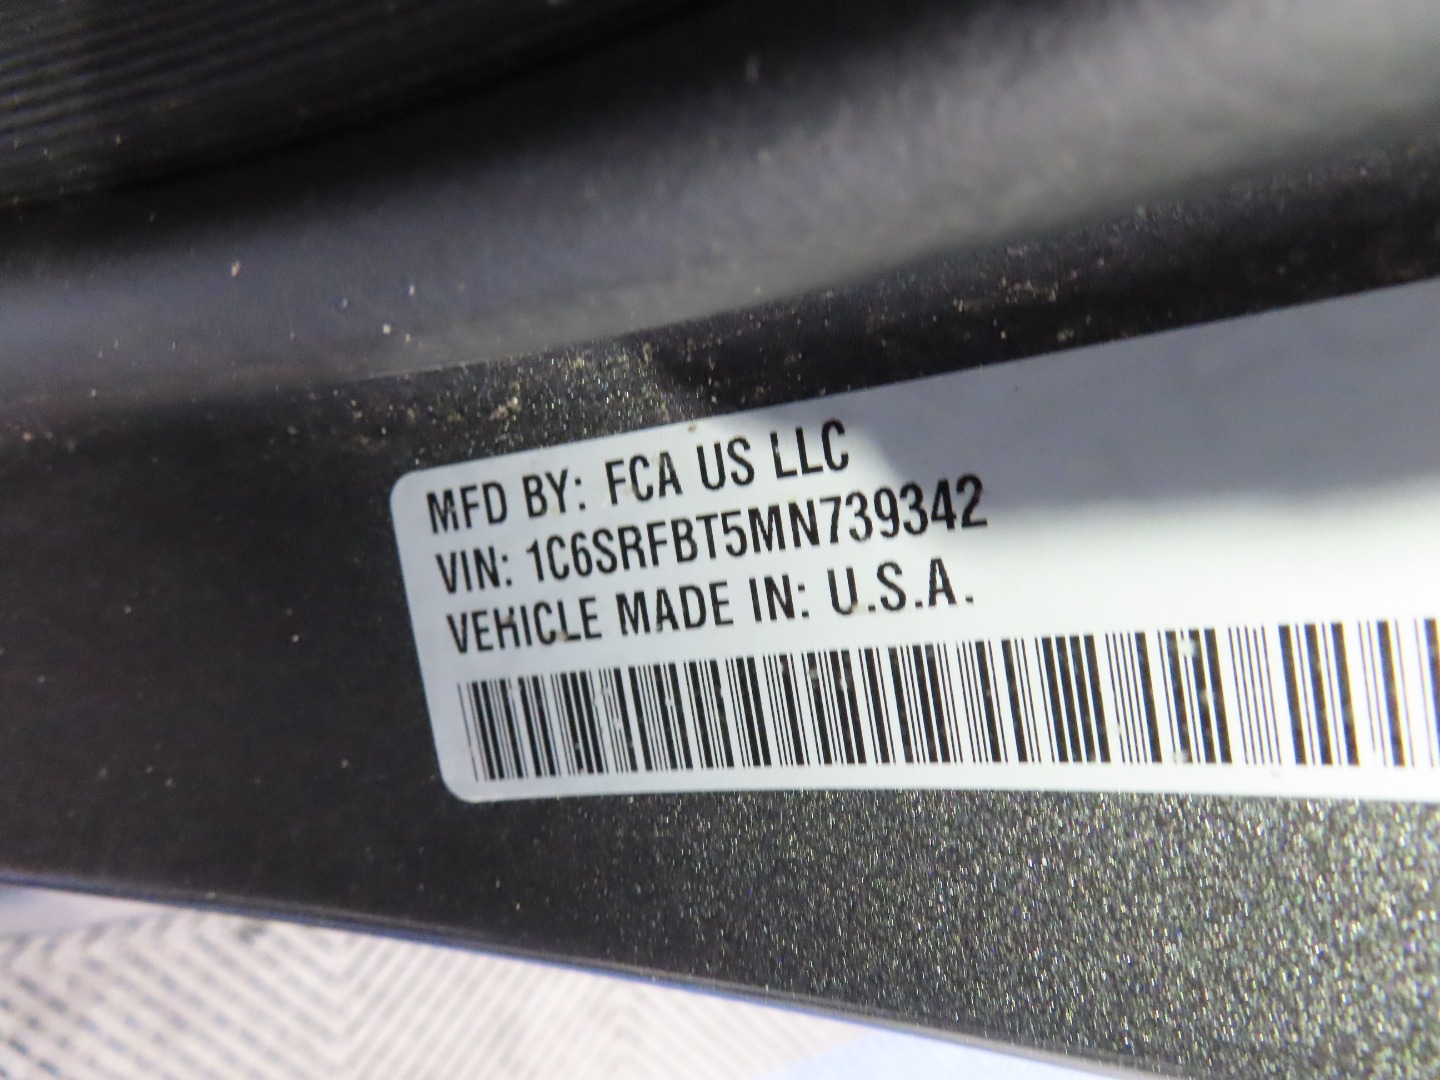 MFD BY: FCA US LLC
VIN: 1C6SRFBT5MN739342
VEHICLE MADE IN: U.S.A.